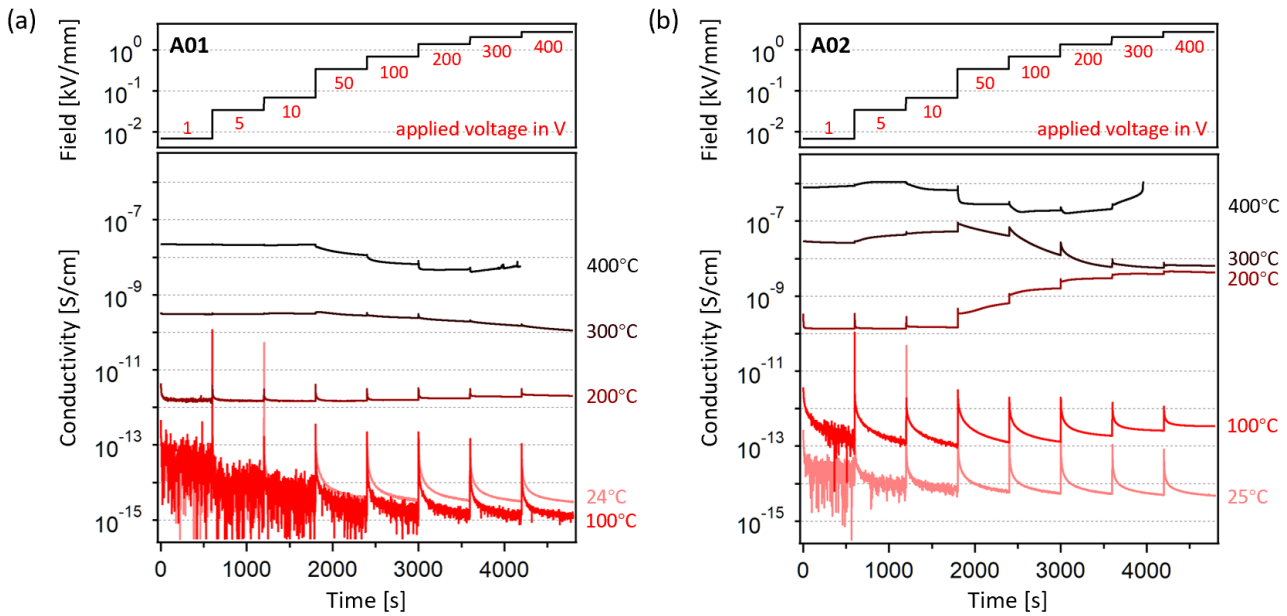 (a)
Field [kV/mm]
10^0
10^-1
10^-2
A01
1
5
10
50
100
200
300
400
applied voltage in V
Conductivity [S/cm]
10^-7
10^-9
10^-11
10^-13
10^-15
400°C
300°C
200°C
24°C
100°C
0
1000
2000
3000
4000
Time [s]
(b)
Field [kV/mm]
10^0
10^-1
10^-2
A02
1
5
10
50
100
200
300
400
applied voltage in V
Conductivity [S/cm]
10^-7
10^-9
10^-11
10^-13
10^-15
400°C
300°C
200°C
100°C
25°C
0
1000
2000
3000
4000
Time [s]